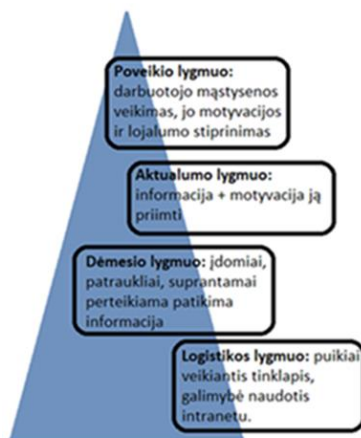 Poveikio lygmuo:
darbuotojo mąstysenos
veikimas, jo motyvacijos
ir lojalumo stiprinimas
Aktualumo lygmuo:
informacija + motyvacija ją
priimti
Dėmesio lygmuo: įdomiai,
patraukliai, suprantamai
perteikiama patikima
informacija
Logistikos lygmuo: puikiai
veikiantis tinklapis,
galimybė naudotis
intranetu.